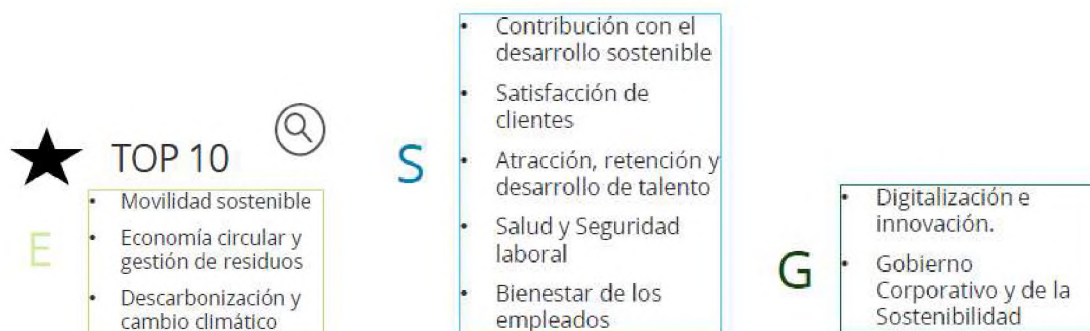 TOP 10
E
• Movilidad sostenible
• Economía circular y
gestión de residuos
• Descarbonización y
cambio climático
S
• Contribución con el
desarrollo sostenible
• Satisfacción de
clientes
• Atracción, retención y
desarrollo de talento
• Salud y Seguridad
laboral
• Bienestar de los
empleados
G
• Digitalización e
innovación.
• Gobierno
Corporativo y de la
Sostenibilidad